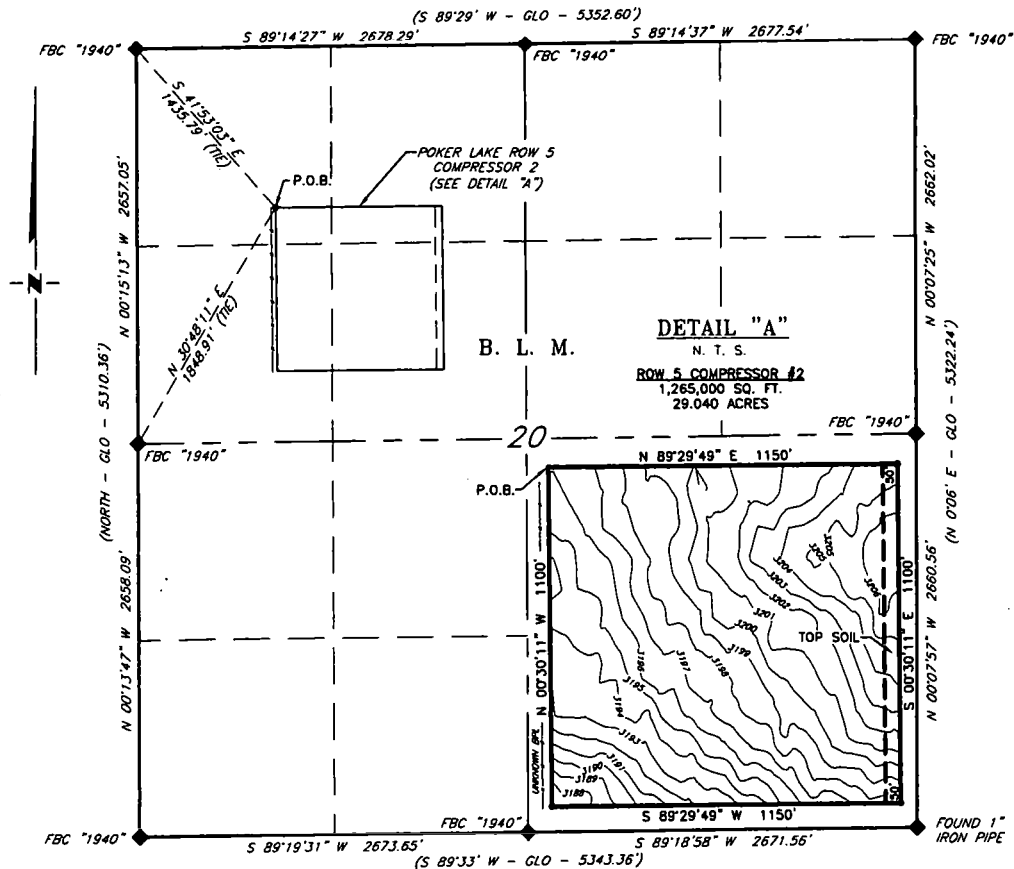 (S 89°29' W - GLO - 5352.60')
S 89°14'27" W 2678.29'
S 89°14'37" W 2677.54'
FBC "1940"
FBC "1940"
FBC "1940"
S 41°53'03" E
1435.79' (TIE)
POKER LAKE ROW 5
COMPRESSOR 2
(SEE DETAIL "A")
P.O.B.
N 00°15'13" W 2657.05'
N 00°07'25" W 2662.02'
N
N 30°48'11" E
1848.91' (TIE)
B. L. M.
DETAIL "A"
N. T. S.
ROW 5 COMPRESSOR #2
1,265,000 SQ. FT.
29.040 ACRES
(NORTH - GLO - 5310.36')
(N 0°06' E - GLO - 5322.24')
FBC "1940"
FBC "1940"
20
N 89°29'49" E 1150'
P.O.B.
50'
3205
3205
3204
3203
3202
3206
3201
3200
3199
3198
3197
3196
3195
3194
3193
3191
3190
3189
3188
TOP SOIL
N 00°30'11" W 1100'
S 00°30'11" E 1100'
N 00°13'47" W 2658.09'
N 00°07'57" W 2660.56'
UNKNOWN BPL
50'
S 89°29'49" W 1150'
FBC "1940"
FBC "1940"
FOUND 1"
IRON PIPE
S 89°19'31" W 2673.65'
S 89°18'58" W 2671.56'
(S 89°33' W - GLO - 5343.36')